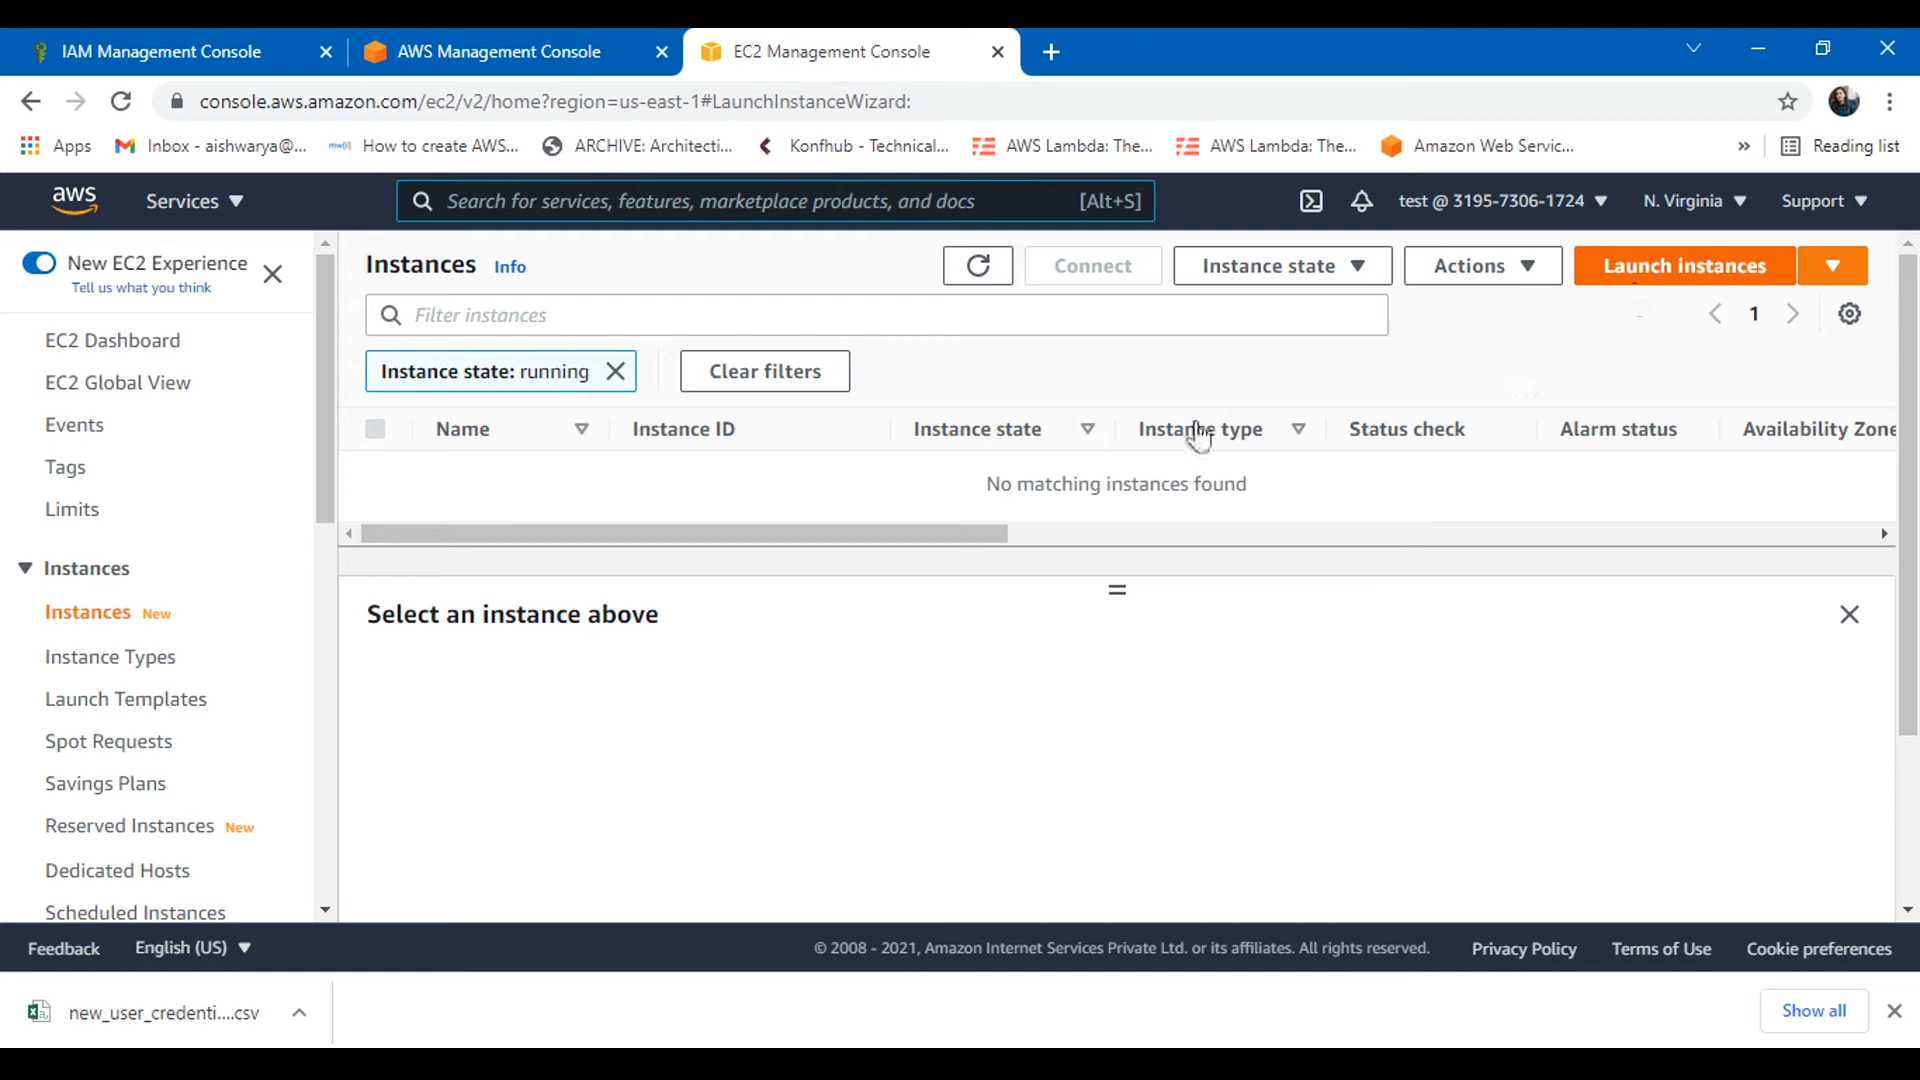 IAM Management Console
AWS Management Console
EC2 Management Console
console.aws.amazon.com/ec2/v2/home?region=us-east-1#LaunchInstanceWizard:
Apps
Inbox - aishwarya@...
How to create AWS...
ARCHIVE: Architecti...
Konfhub - Technical...
AWS Lambda: The...
AWS Lambda: The...
Amazon Web Servic...
»
Reading list
aws
Services
Search for services, features, marketplace products, and docs
[Alt+S]
test @ 3195-7306-1724
N. Virginia
Support
New EC2 Experience
Tell us what you think
EC2 Dashboard
EC2 Global View
Events
Tags
Limits
Instances
Instances New
Instance Types
Launch Templates
Spot Requests
Savings Plans
Reserved Instances New
Dedicated Hosts
Scheduled Instances
Instances Info
Connect
Instance state
Actions
Launch instances
Filter instances
1
Instance state: running
Clear filters
Name
Instance ID
Instance state
Instance type
Status check
Alarm status
Availability Zone
No matching instances found
Select an instance above
Feedback
English (US)
© 2008 - 2021, Amazon Internet Services Private Ltd. or its affiliates. All rights reserved.
Privacy Policy
Terms of Use
Cookie preferences
new_user_credenti....csv
Show all